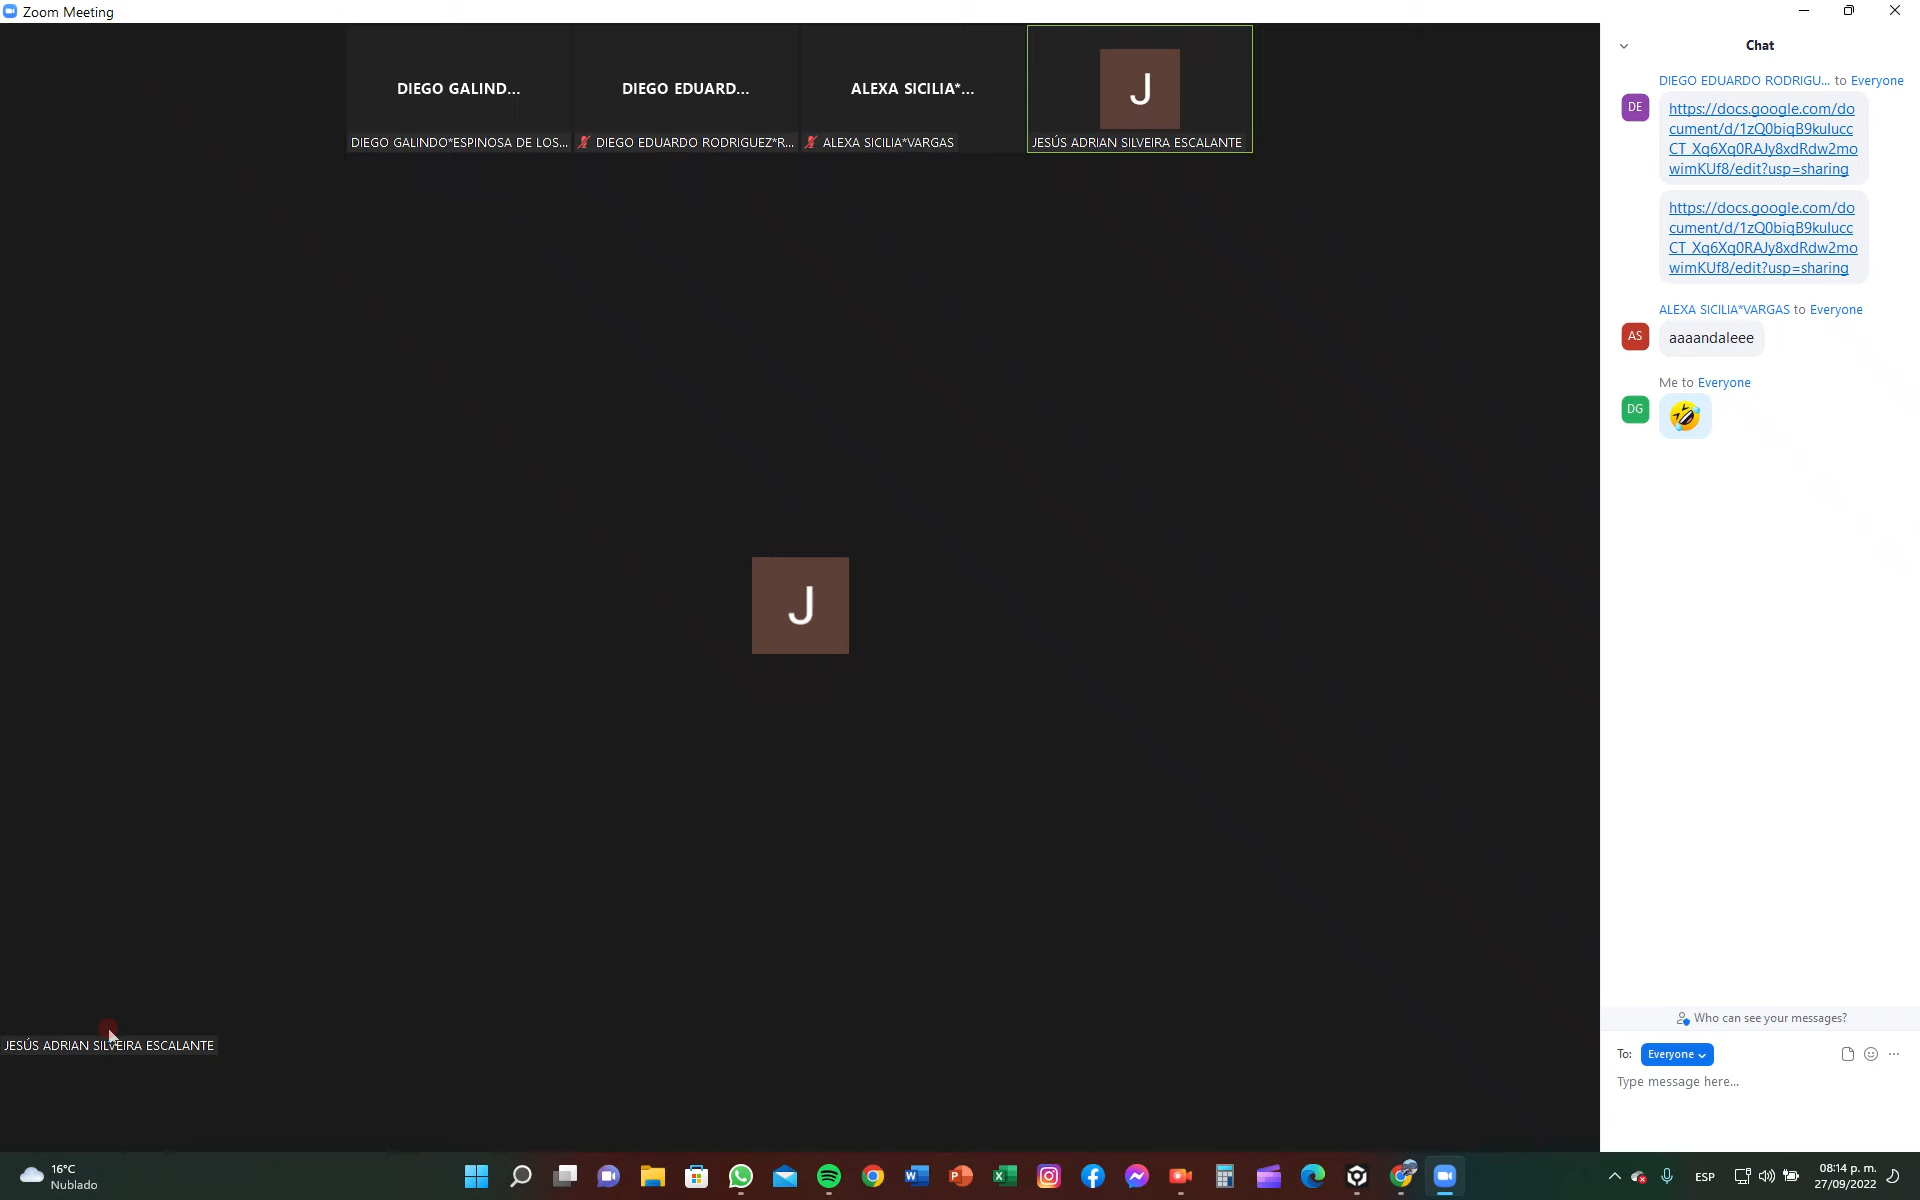 Zoom Meeting
DIEGO GALIND...
DIEGO EDUARD...
ALEXA SICILIA*...
J
DIEGO GALINDO*ESPINOSA DE LOS...
DIEGO EDUARDO RODRIGUEZ*R...
ALEXA SICILIA*VARGAS
JESÚS ADRIAN SILVEIRA ESCALANTE
J
JESÚS ADRIAN SILVEIRA ESCALANTE
Chat
DIEGO EDUARDO RODRIGU... to Everyone
DE
https://docs.google.com/do
cument/d/1zQ0biqB9kulucc
CT_Xq6Xq0RAJy8xdRdw2mo
wimKUf8/edit?usp=sharing
https://docs.google.com/do
cument/d/1zQ0biqB9kulucc
CT_Xq6Xq0RAJy8xdRdw2mo
wimKUf8/edit?usp=sharing
ALEXA SICILIA*VARGAS to Everyone
AS
aaaandaleee
Me to Everyone
DG
🤣
Who can see your messages?
To: Everyone
Type message here...
16°C
Nublado
ESP
08:14 p. m.
27/09/2022